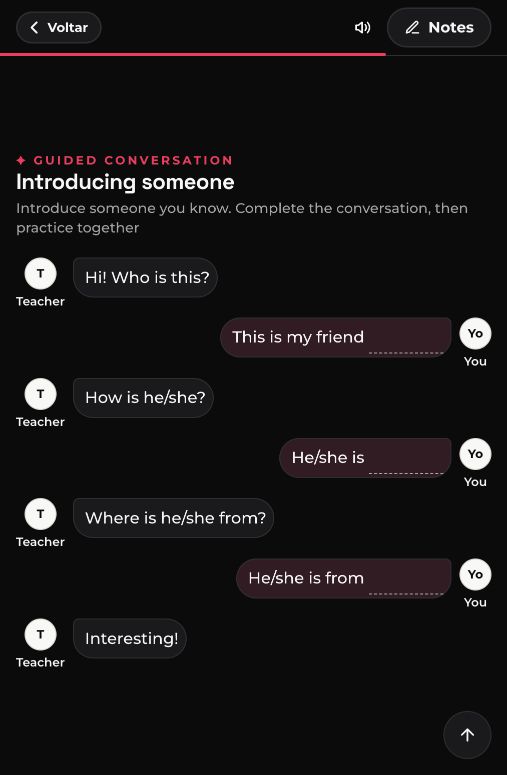 Voltar
Notes
GUIDED CONVERSATION
Introducing someone
Introduce someone you know. Complete the conversation, then
practice together
T
Hi! Who is this?
Teacher
This is my friend
Yo
You
T
How is he/she?
Teacher
He/she is
Yo
You
T
Where is he/she from?
Teacher
He/she is from
Yo
You
T
Interesting!
Teacher